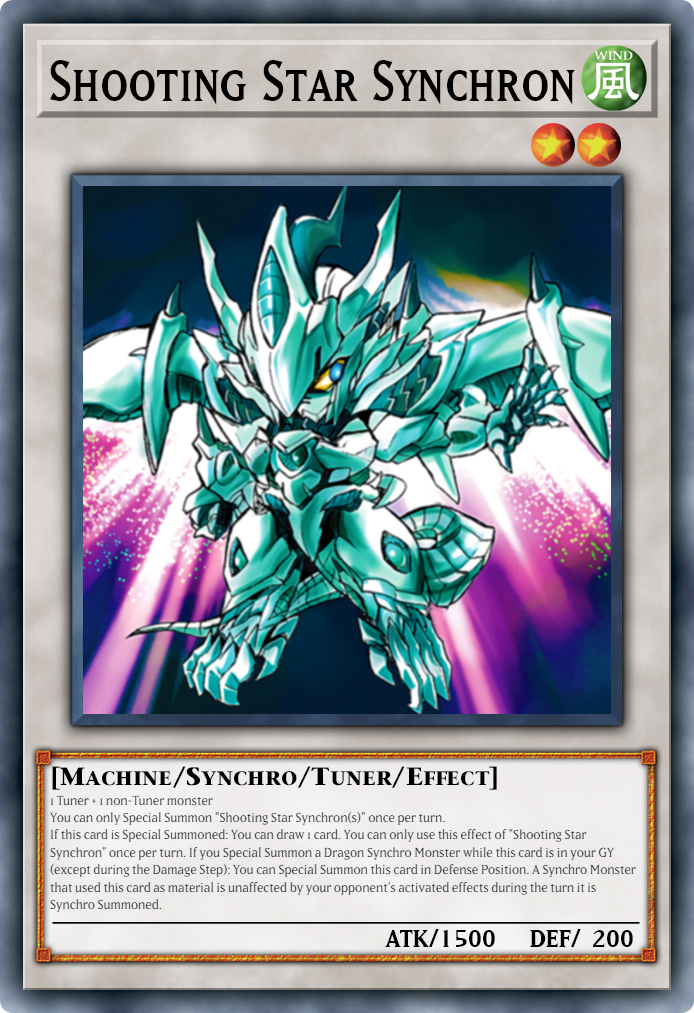 Shooting Star Synchron
WIND
風
[Machine/Synchro/Tuner/Effect]
1 Tuner + 1 non-Tuner monster
You can only Special Summon "Shooting Star Synchron(s)" once per turn.
If this card is Special Summoned: You can draw 1 card. You can only use this effect of "Shooting Star
Synchron" once per turn. If you Special Summon a Dragon Synchro Monster while this card is in your GY
(except during the Damage Step): You can Special Summon this card in Defense Position. A Synchro Monster
that used this card as material is unaffected by your opponent's activated effects during the turn it is
Synchro Summoned.
ATK/1500 DEF/ 200